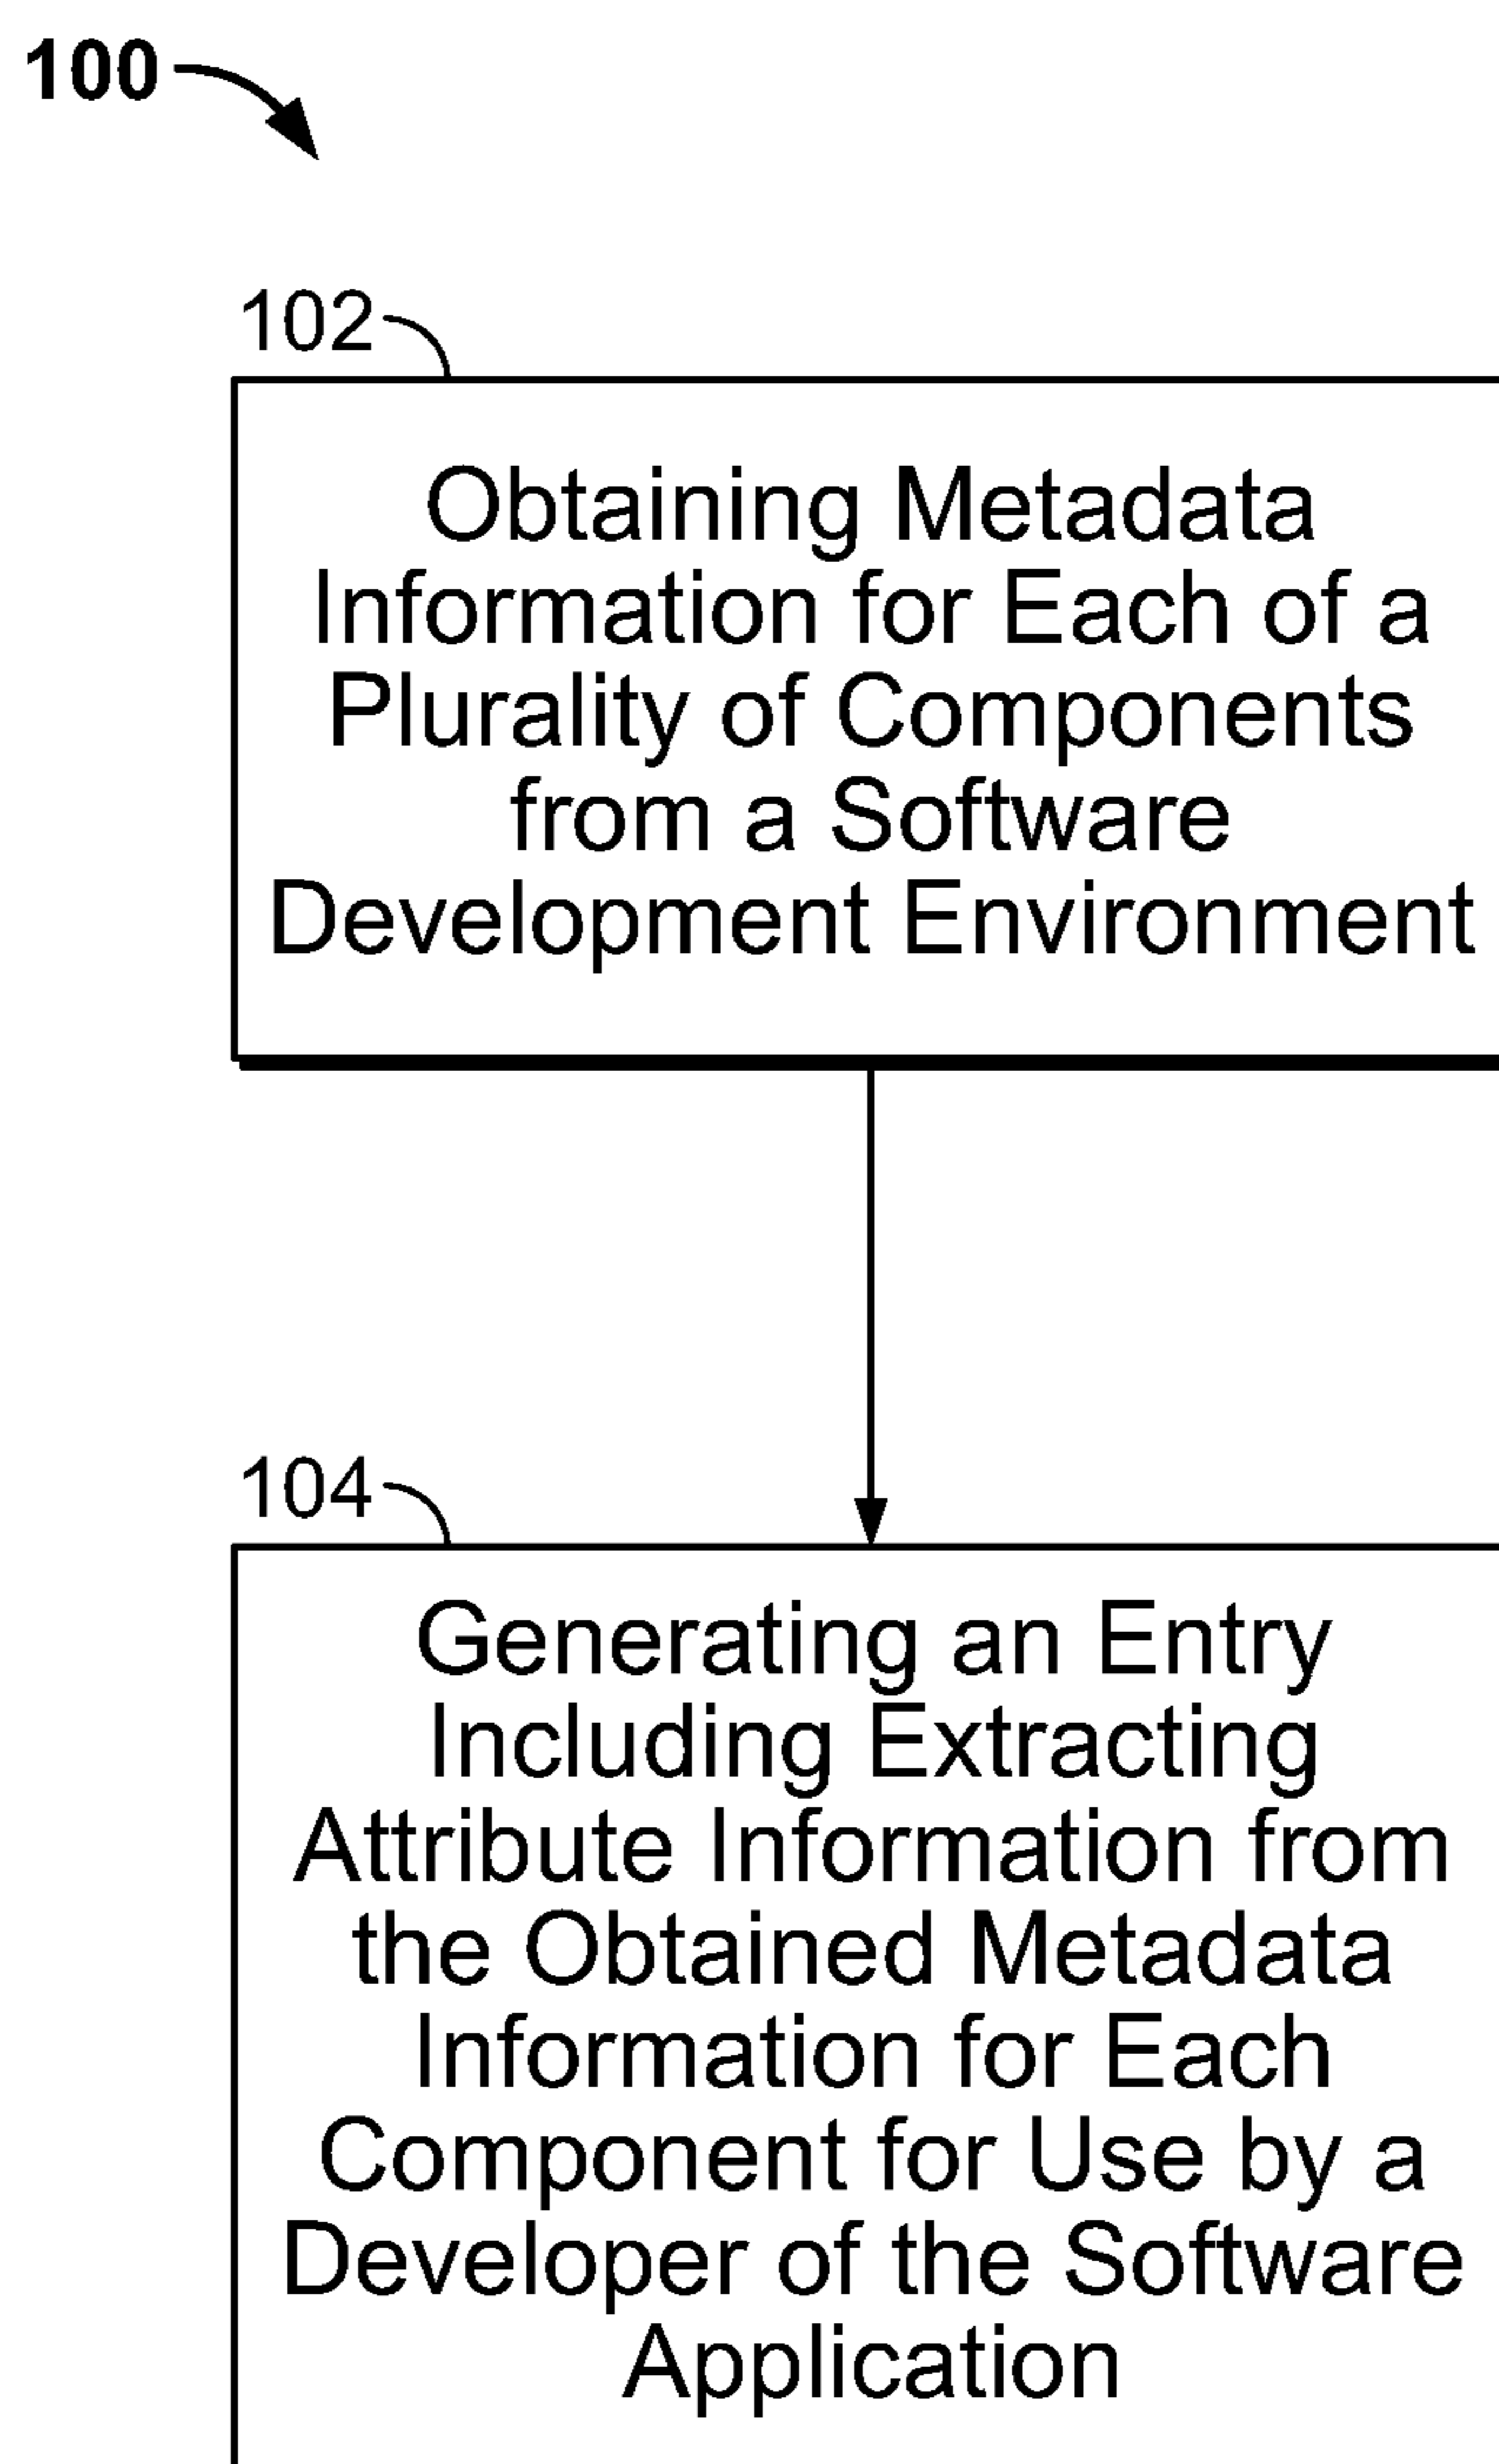 100
102
Obtaining Metadata
Information for Each of a
Plurality of Components
from a Software
Development Environment
104
Generating an Entry
Including Extracting
Attribute Information from
the Obtained Metadata
Information for Each
Component for Use by a
Developer of the Software
Application